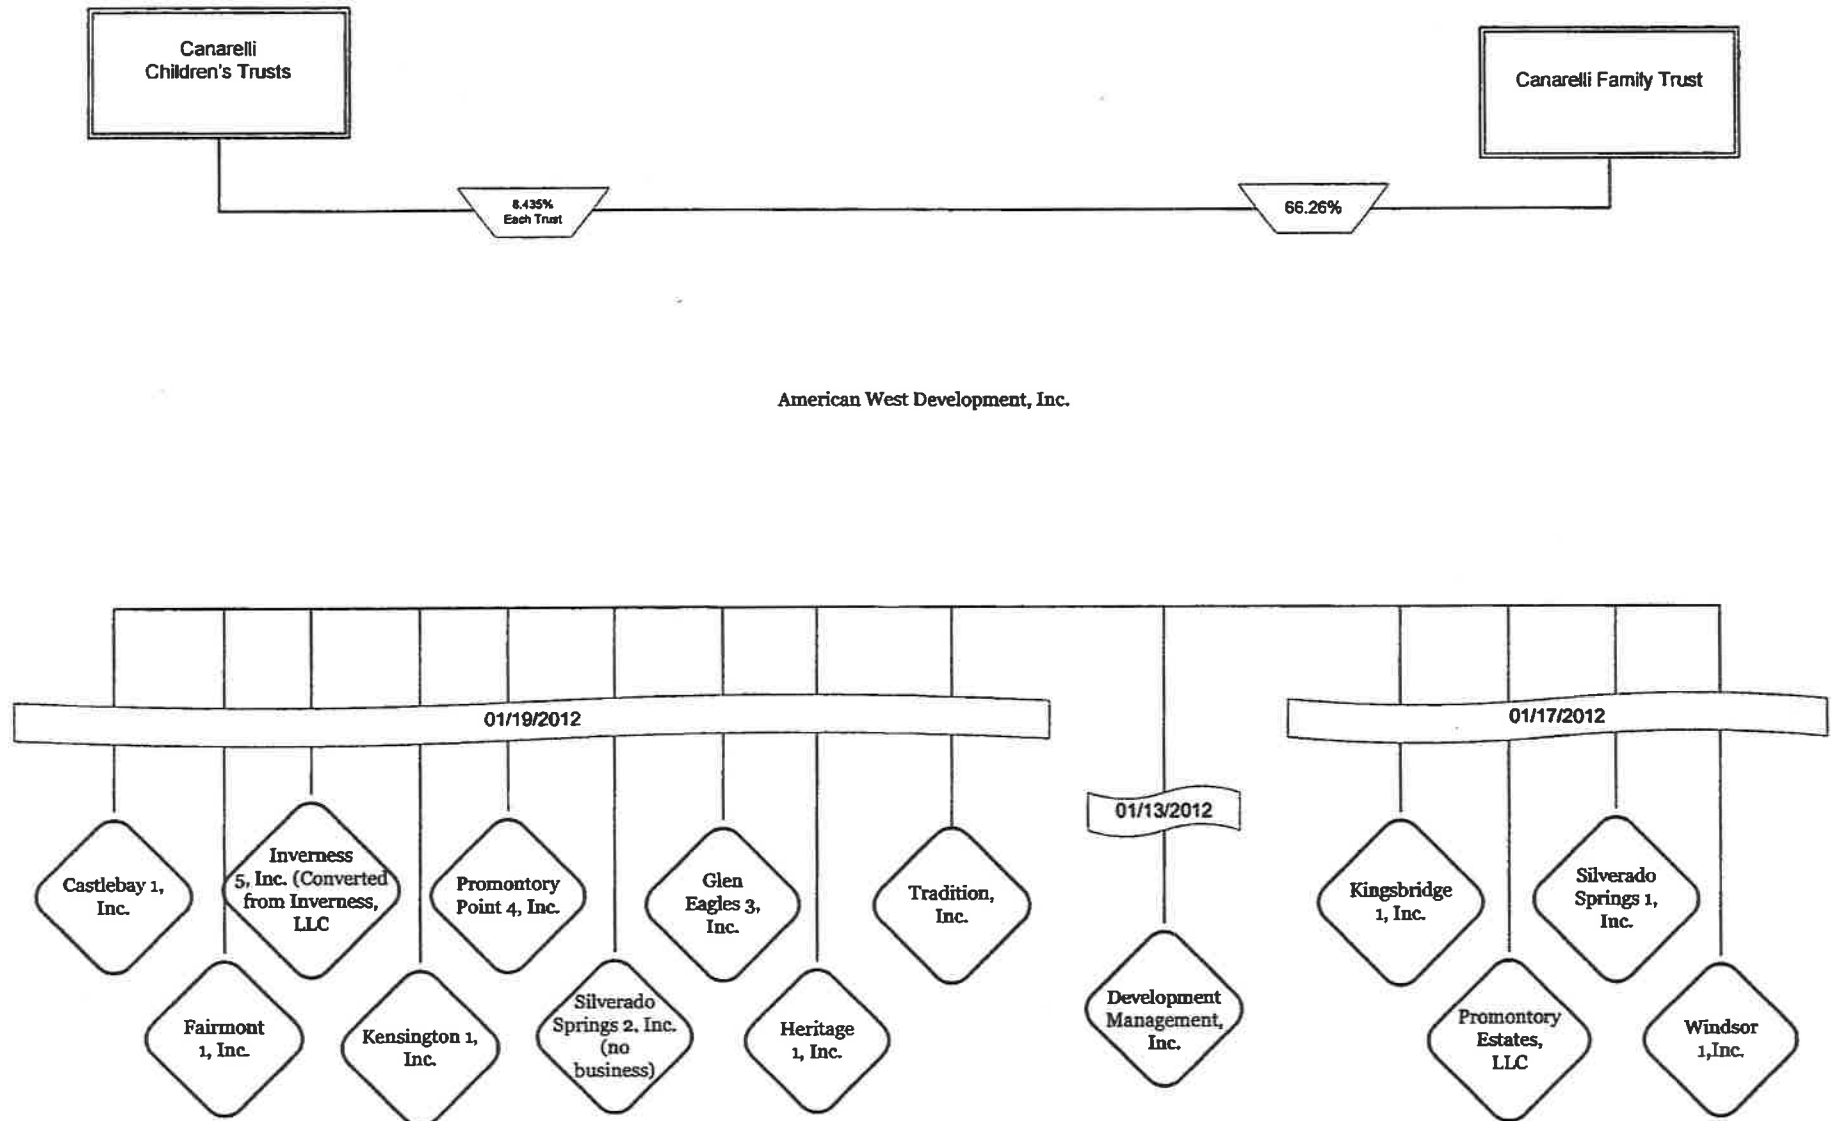 Canarelli
Children's Trusts
Canarelli Family Trust
8.435%
Each Trust
66.26%
American West Development, Inc.
01/19/2012
01/17/2012
01/13/2012
Castlebay 1,
Inc.
Fairmont
1, Inc.
Inverness
5, Inc. (Converted
from Inverness,
LLC
Kensington 1,
Inc.
Promontory
Point 4, Inc.
Silverado
Springs 2, Inc.
(no
business)
Glen
Eagles 3,
Inc.
Heritage
1, Inc.
Tradition,
Inc.
Development
Management,
Inc.
Kingsbridge
1, Inc.
Promontory
Estates,
LLC
Silverado
Springs 1,
Inc.
Windsor
1,Inc.